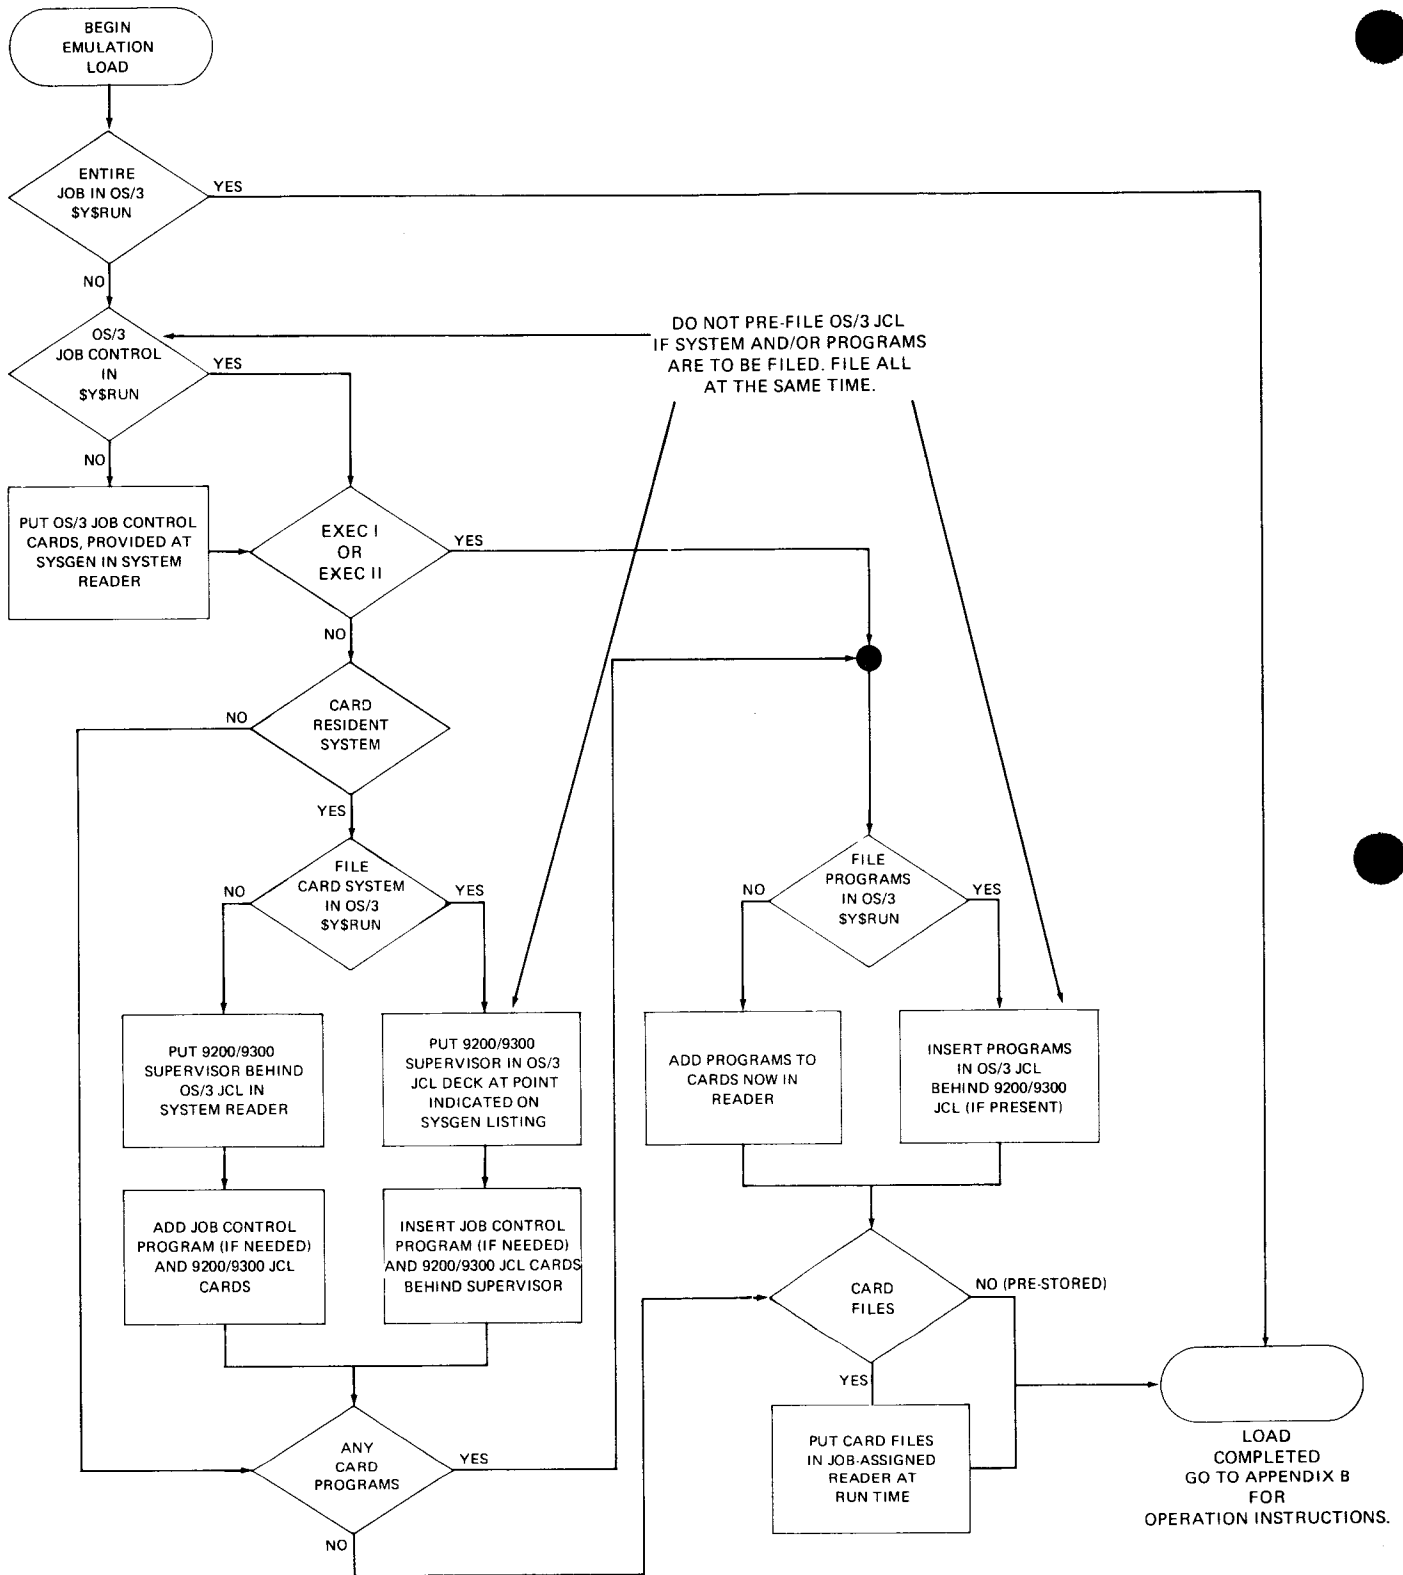 BEGIN
EMULATION
LOAD
ENTIRE
JOB IN OS/3
$Y$RUN
YES
NO
OS/3
JOB CONTROL
IN
$Y$RUN
YES
NO
DO NOT PRE-FILE OS/3 JCL
IF SYSTEM AND/OR PROGRAMS
ARE TO BE FILED. FILE ALL
AT THE SAME TIME.
PUT OS/3 JOB CONTROL
CARDS, PROVIDED AT
SYSGEN IN SYSTEM
READER
EXEC I
OR
EXEC II
YES
NO
CARD
RESIDENT
SYSTEM
NO
YES
FILE
CARD SYSTEM
IN OS/3
$Y$RUN
NO
YES
FILE
PROGRAMS
IN OS/3
$Y$RUN
NO
YES
PUT 9200/9300
SUPERVISOR BEHIND
OS/3 JCL IN
SYSTEM READER
PUT 9200/9300
SUPERVISOR IN OS/3
JCL DECK AT POINT
INDICATED ON
SYSGEN LISTING
ADD PROGRAMS TO
CARDS NOW IN
READER
INSERT PROGRAMS
IN OS/3 JCL
BEHIND 9200/9300
JCL (IF PRESENT)
ADD JOB CONTROL
PROGRAM (IF NEEDED)
AND 9200/9300 JCL
CARDS
INSERT JOB CONTROL
PROGRAM (IF NEEDED)
AND 9200/9300 JCL CARDS
BEHIND SUPERVISOR
CARD
FILES
NO (PRE-STORED)
YES
ANY
CARD
PROGRAMS
YES
NO
PUT CARD FILES
IN JOB-ASSIGNED
READER AT
RUN TIME
LOAD
COMPLETED
GO TO APPENDIX B
FOR
OPERATION INSTRUCTIONS.